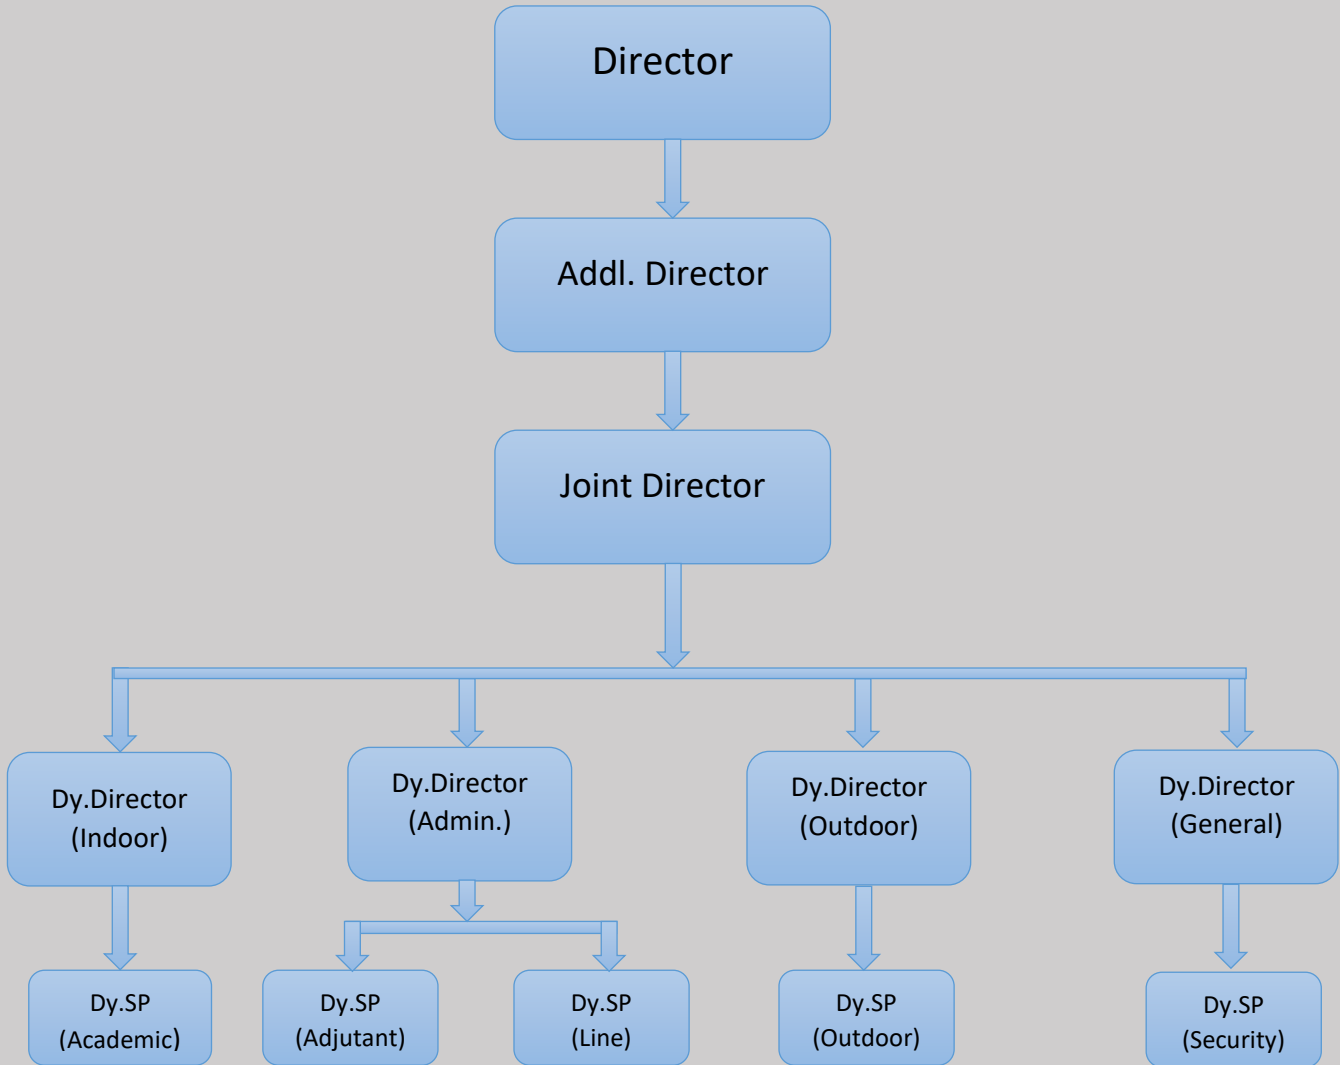 Director
Addl. Director
Joint Director
Dy.Director
(Indoor)
Dy.Director
(Admin.)
Dy.Director
(Outdoor)
Dy.Director
(General)
Dy.SP
(Academic)
Dy.SP
(Adjutant)
Dy.SP
(Line)
Dy.SP
(Outdoor)
Dy.SP
(Security)